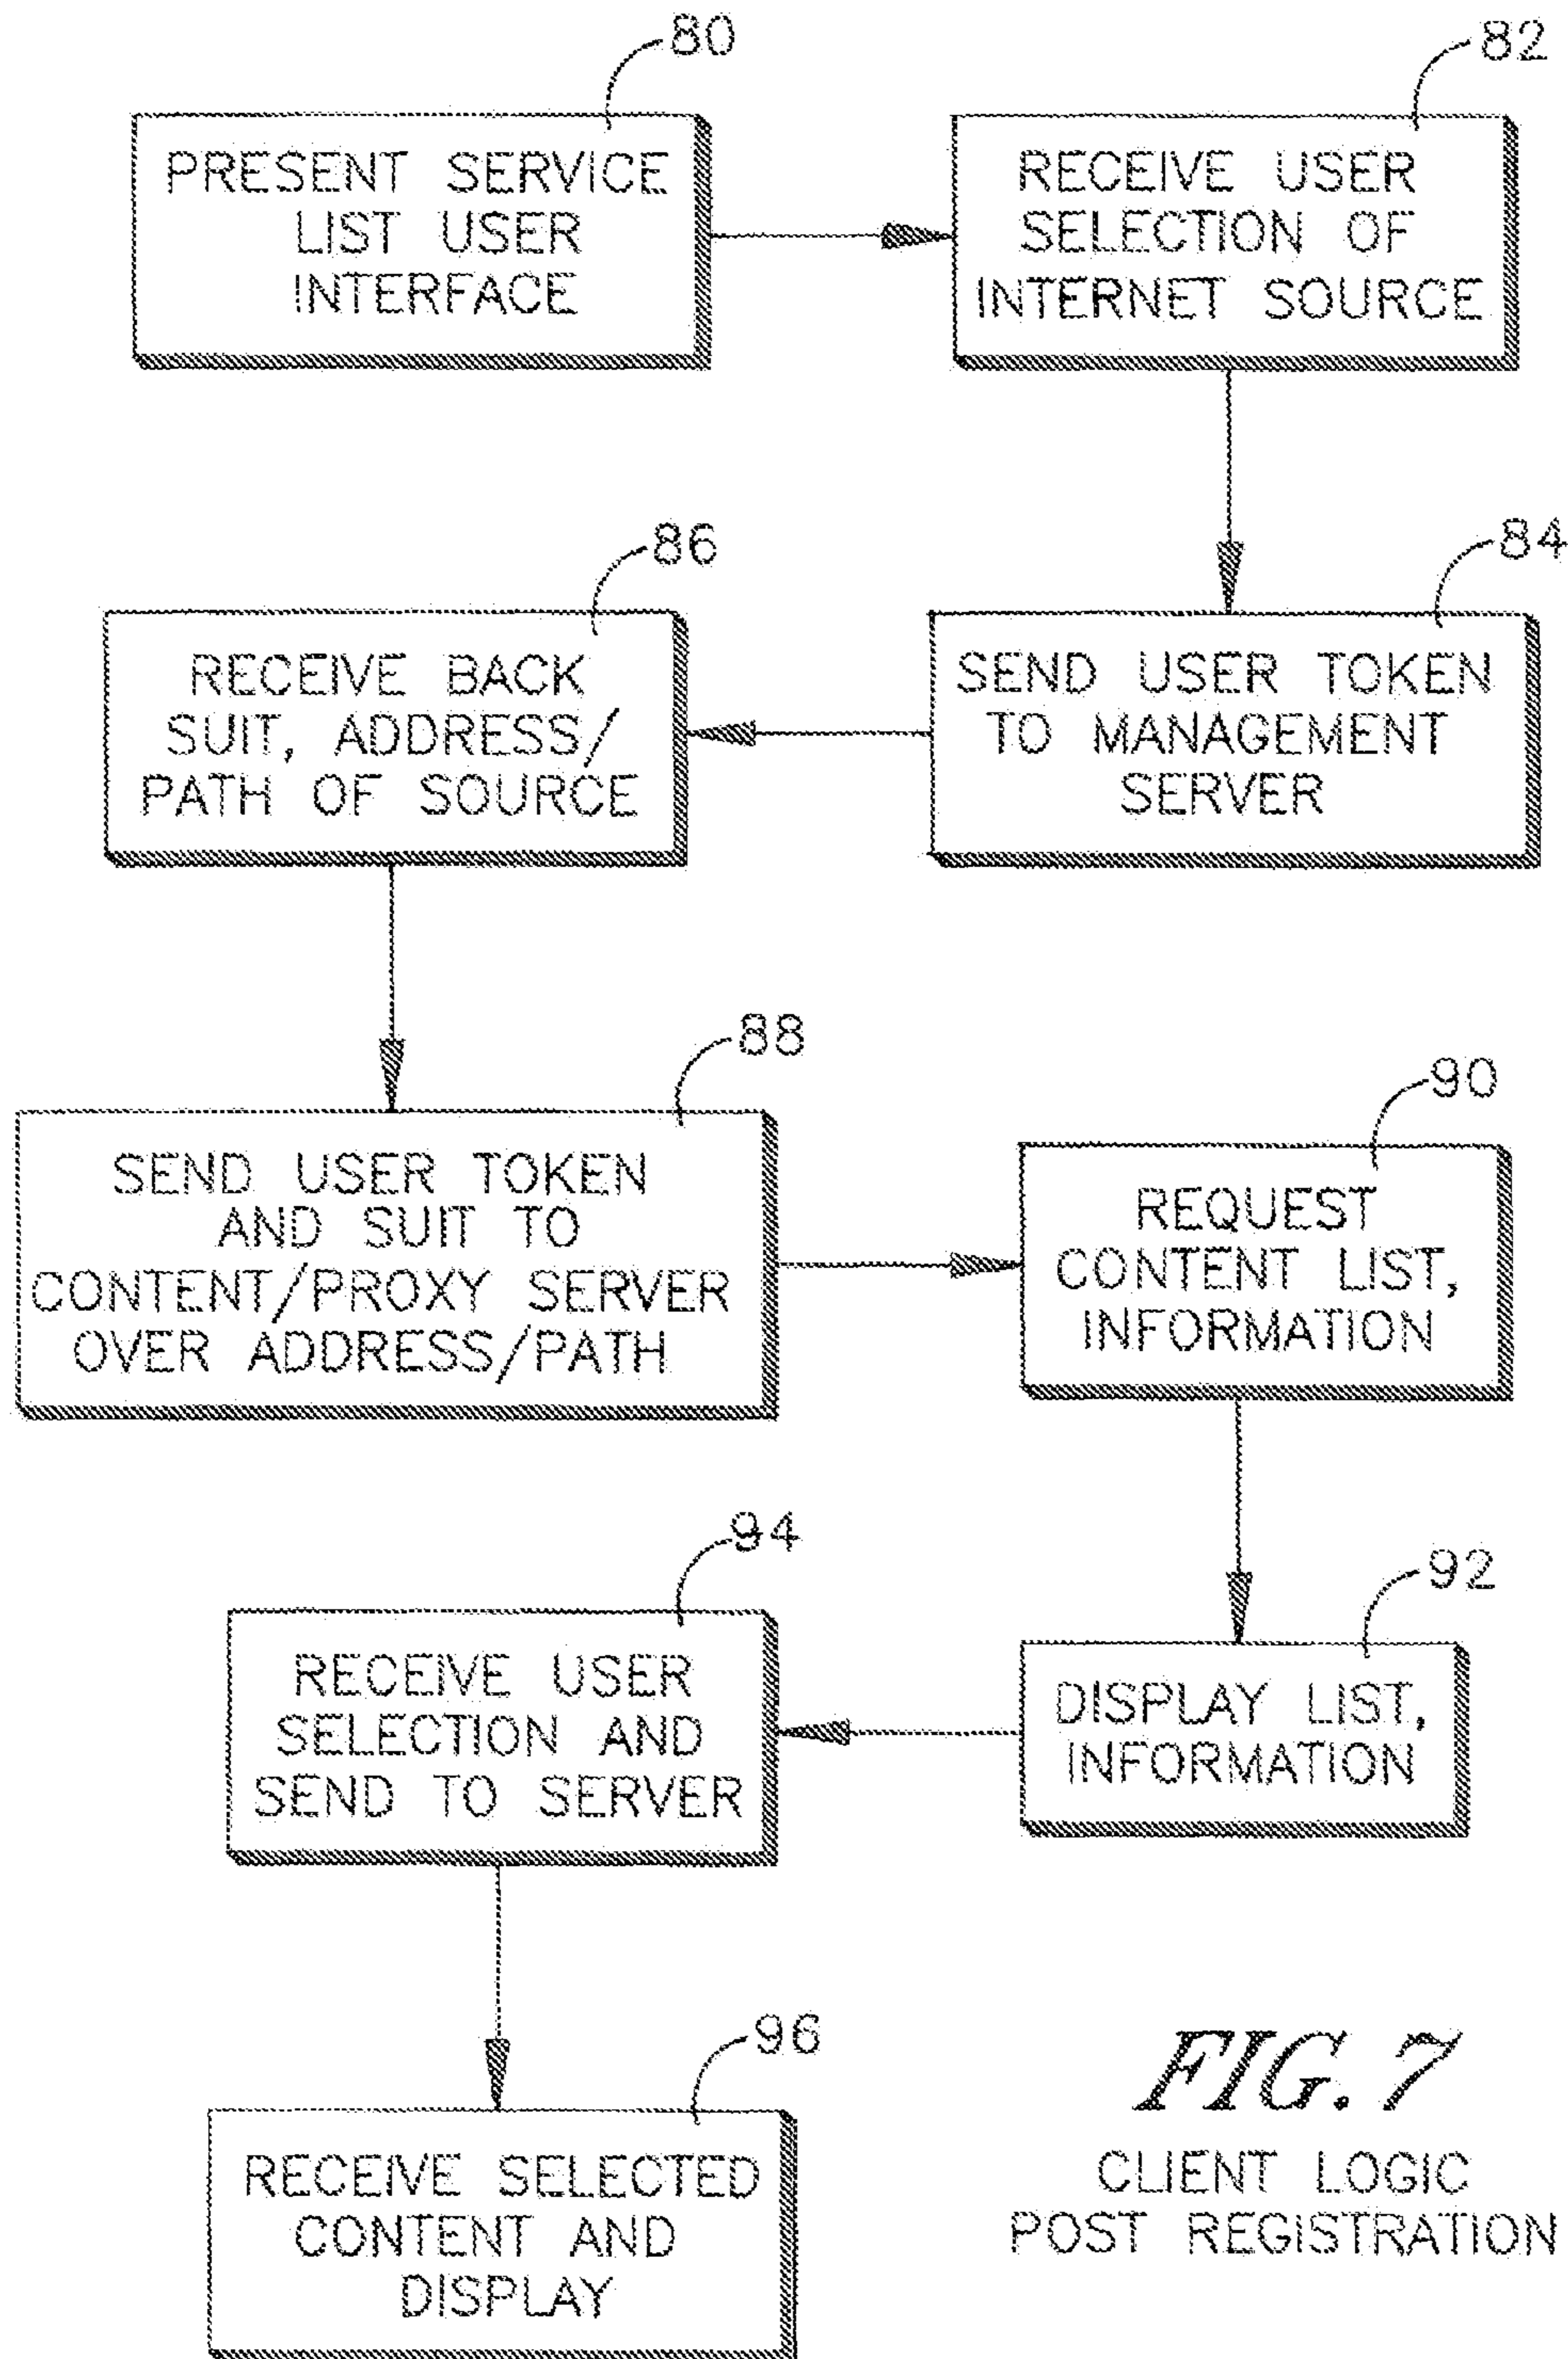 80
PRESENT SERVICE
LIST USER
INTERFACE
82
RECEIVE USER
SELECTION OF
INTERNET SOURCE
84
SEND USER TOKEN
TO MANAGEMENT
SERVER
86
RECEIVE BACK
SUIT, ADDRESS/
PATH OF SOURCE
88
SEND USER TOKEN
AND SUIT TO
CONTENT/PROXY SERVER
OVER ADDRESS/PATH
90
REQUEST
CONTENT LIST,
INFORMATION
92
DISPLAY LIST,
INFORMATION
94
RECEIVE USER
SELECTION AND
SEND TO SERVER
96
RECEIVE SELECTED
CONTENT AND
DISPLAY
FIG. 7
CLIENT LOGIC
POST REGISTRATION